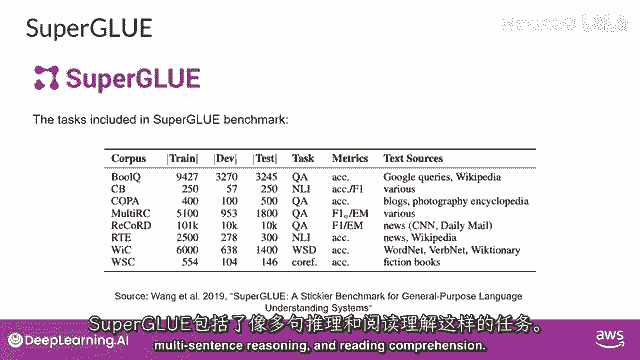 SuperGLUE
SuperGLUE
The tasks included in SuperGLUE benchmark:
Corpus |Train| |Dev| |Test| Task Metrics Text Sources
BoolQ 9427 3270 3245 QA acc. Google queries, Wikipedia
CB 250 57 250 NLI acc./F1 various
COPA 400 100 500 QA acc. blogs, photography encyclopedia
MultiRC 5100 953 1800 QA F1a/EM various
ReCoRD 101k 10k 10k QA F1/EM news (CNN, Daily Mail)
RTE 2500 278 300 NLI acc. news, Wikipedia
WiC 6000 638 1400 WSD acc. WordNet, VerbNet, Wiktionary
WSC 554 104 146 coref. acc. fiction books
Source: Wang et al. 2019, "SuperGLUE: A Stickier Benchmark for General-Purpose Language
Understanding Systems"
SuperGLUE包括了像多句推理和阅读理解这样的任务。
multi-sentence reasoning, and reading comprehension.
DeepLearning.AI
aws